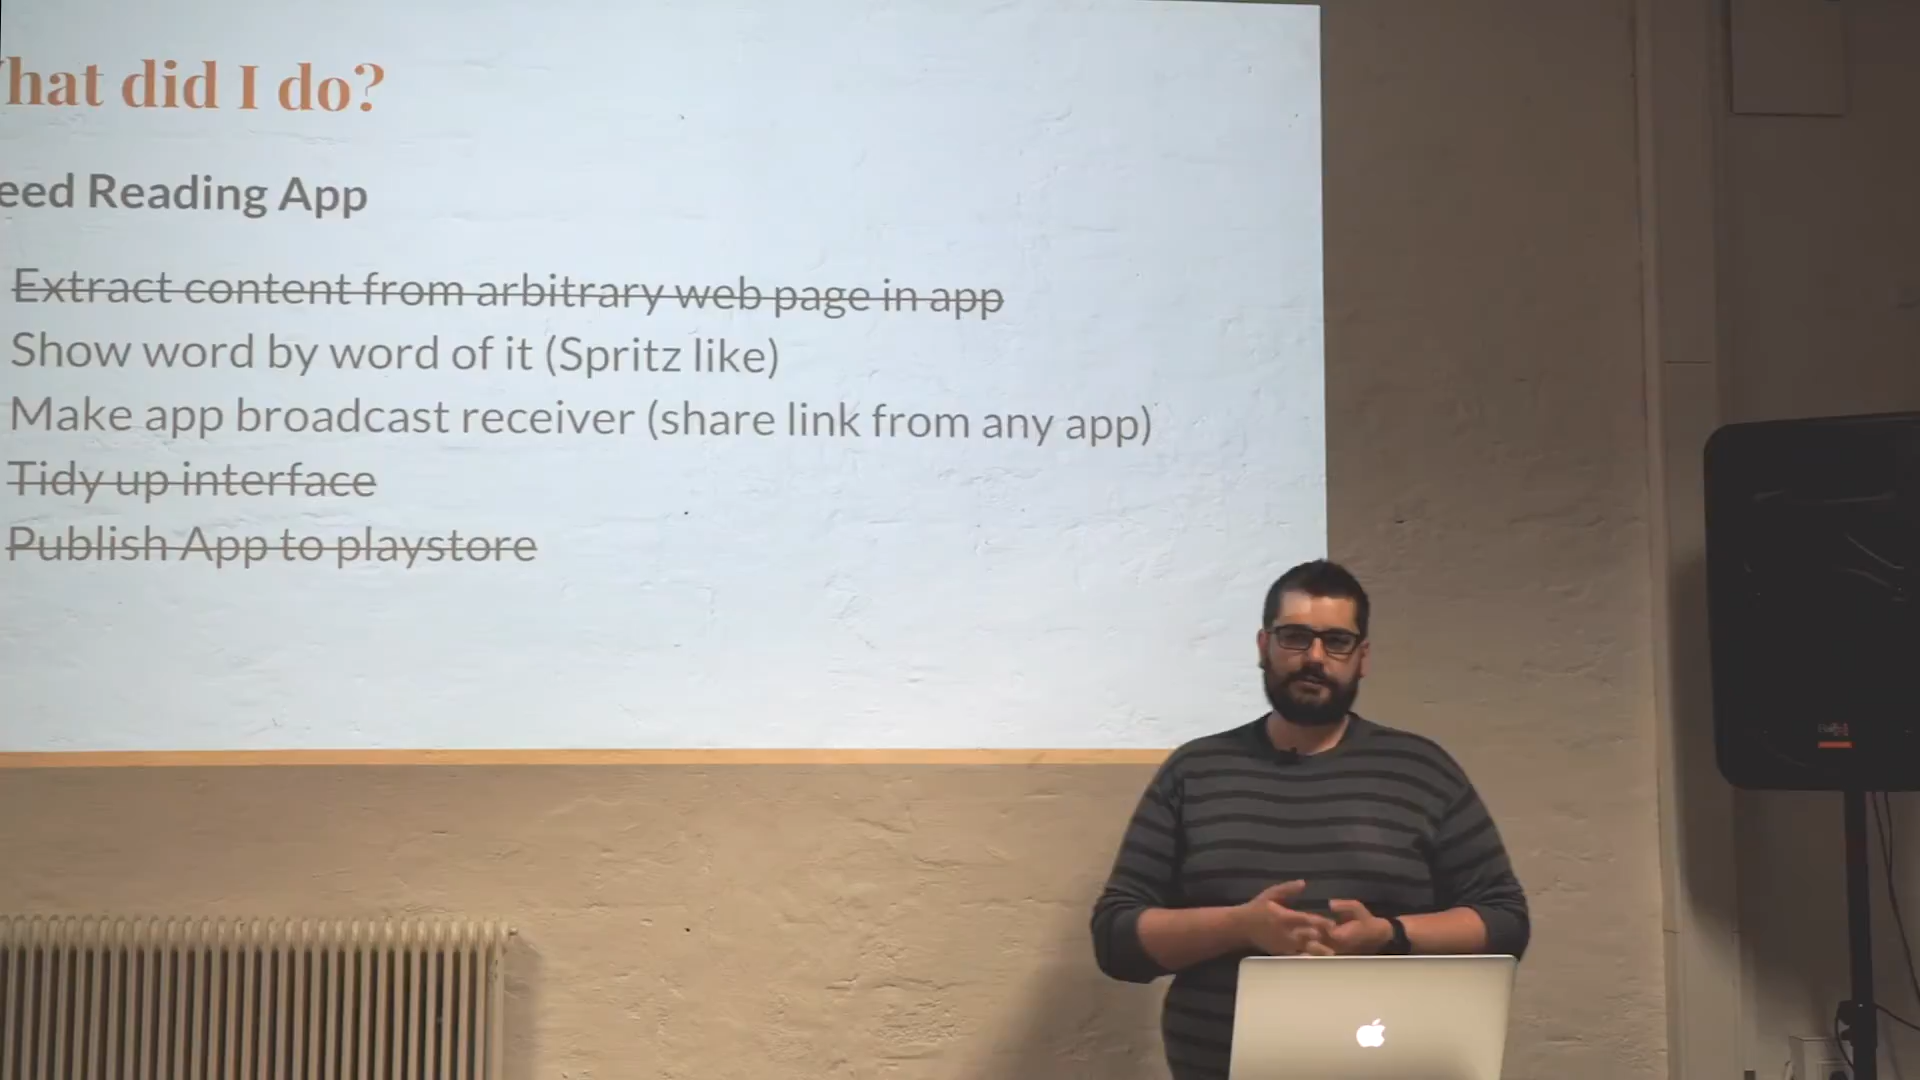 hat did I do?
eed Reading App
Extract content from arbitrary web page in app
Show word by word of it (Spritz like)
Make app broadcast receiver (share link from any app)
Tidy up interface
Publish App to playstore